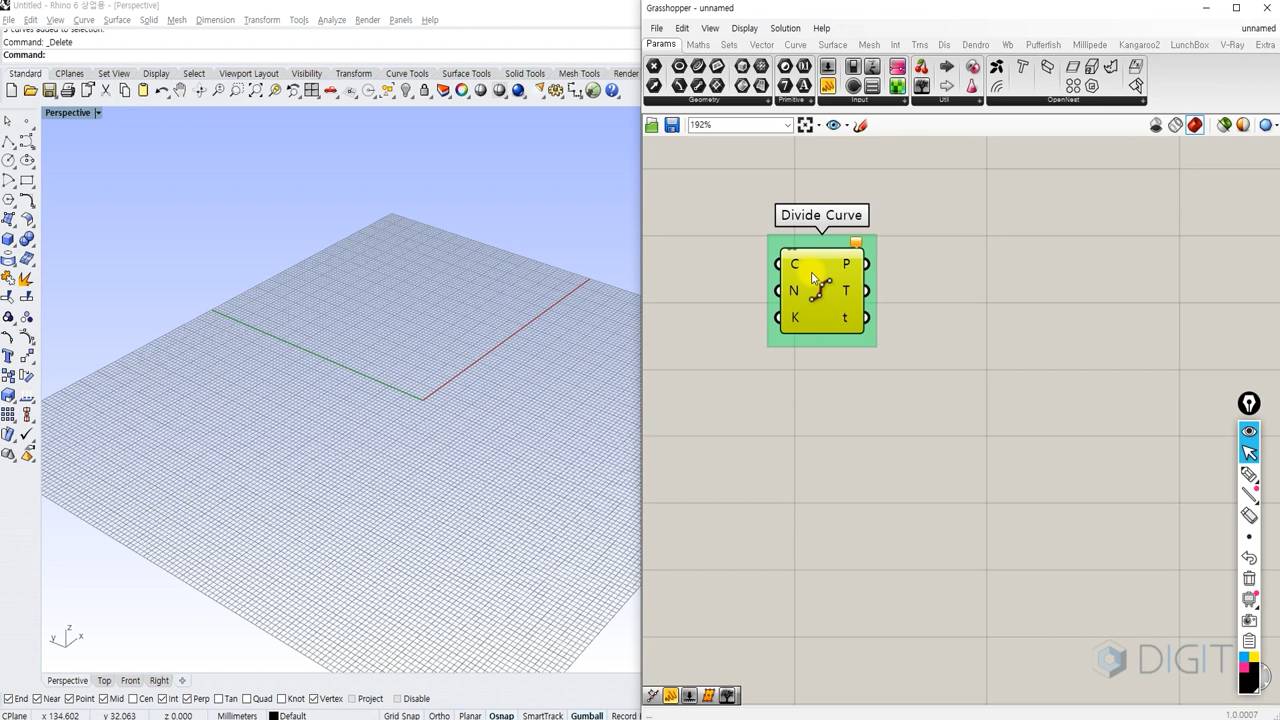 Untitled - Rhino 6 상업용 - [Perspective]
File Edit View Curve Surface Solid Mesh Dimension Transform Tools Analyze Render Panels Help
3 curves added to selection.
Command: _Delete
Command:
Standard CPlanes Set View Display Select Viewport Layout Visibility Transform Curve Tools Surface Tools Solid Tools Mesh Tools Render
Perspective
z
y x
Perspective Top Front Right
End Near Point Mid Cen Int Perp Tan Quad Knot Vertex Project Disable
CPlane x 134.602 y 32.063 z 0.000 Millimeters Default Grid Snap Ortho Planar Osnap SmartTrack Gumball Record
Grasshopper - unnamed
File Edit View Display Solution Help unnamed
Params Maths Sets Vector Curve Surface Mesh Int Trns Dis Dendro Wb Pufferfish Millipede Kangaroo2 LunchBox V-Ray Extra
Geometry Primitive Input Util OpenNest
192%
Divide Curve
C P
N T
K t
DIGIT
1.0.0007